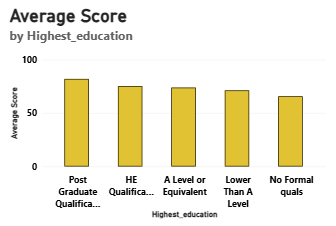 Average Score
by Highest_education
100
50
0
Average Score
Post
Graduate
Qualifica...
HE
Qualifica...
A Level or
Equivalent
Lower
Than A
Level
No Formal
quals
Highest_education